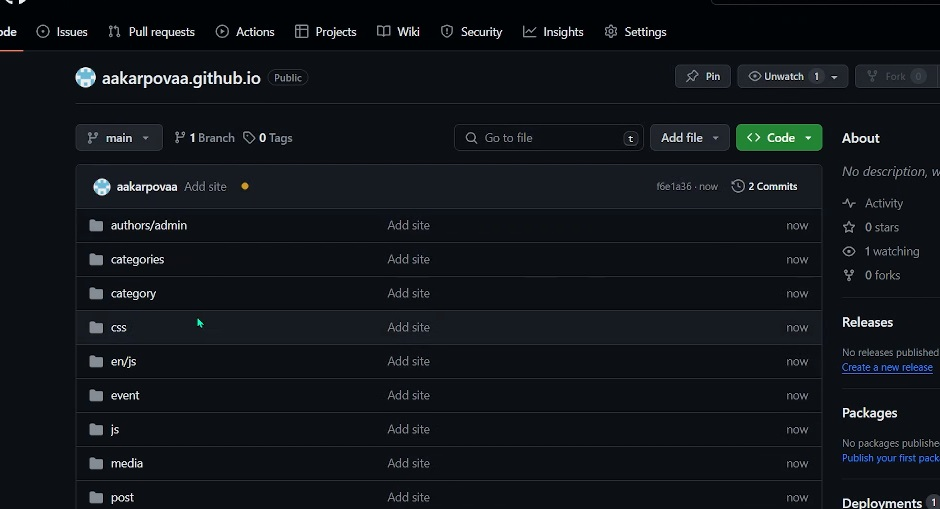 ode Issues Pull requests Actions Projects Wiki Security Insights Settings
aakarpovaa.github.io Public Pin Unwatch 1 Fork 0
main 1 Branch 0 Tags Go to file t Add file Code About
No description, w
aakarpovaa Add site f6e1a36 · now 2 Commits
Activity
authors/admin Add site now
0 stars
1 watching
categories Add site now
0 forks
category Add site now
css Add site now
Releases
No releases published
en/js Add site now
Create a new release
event Add site now
Packages
js Add site now
No packages publishe
Publish your first pack
media Add site now
post Add site now
Deployments 1